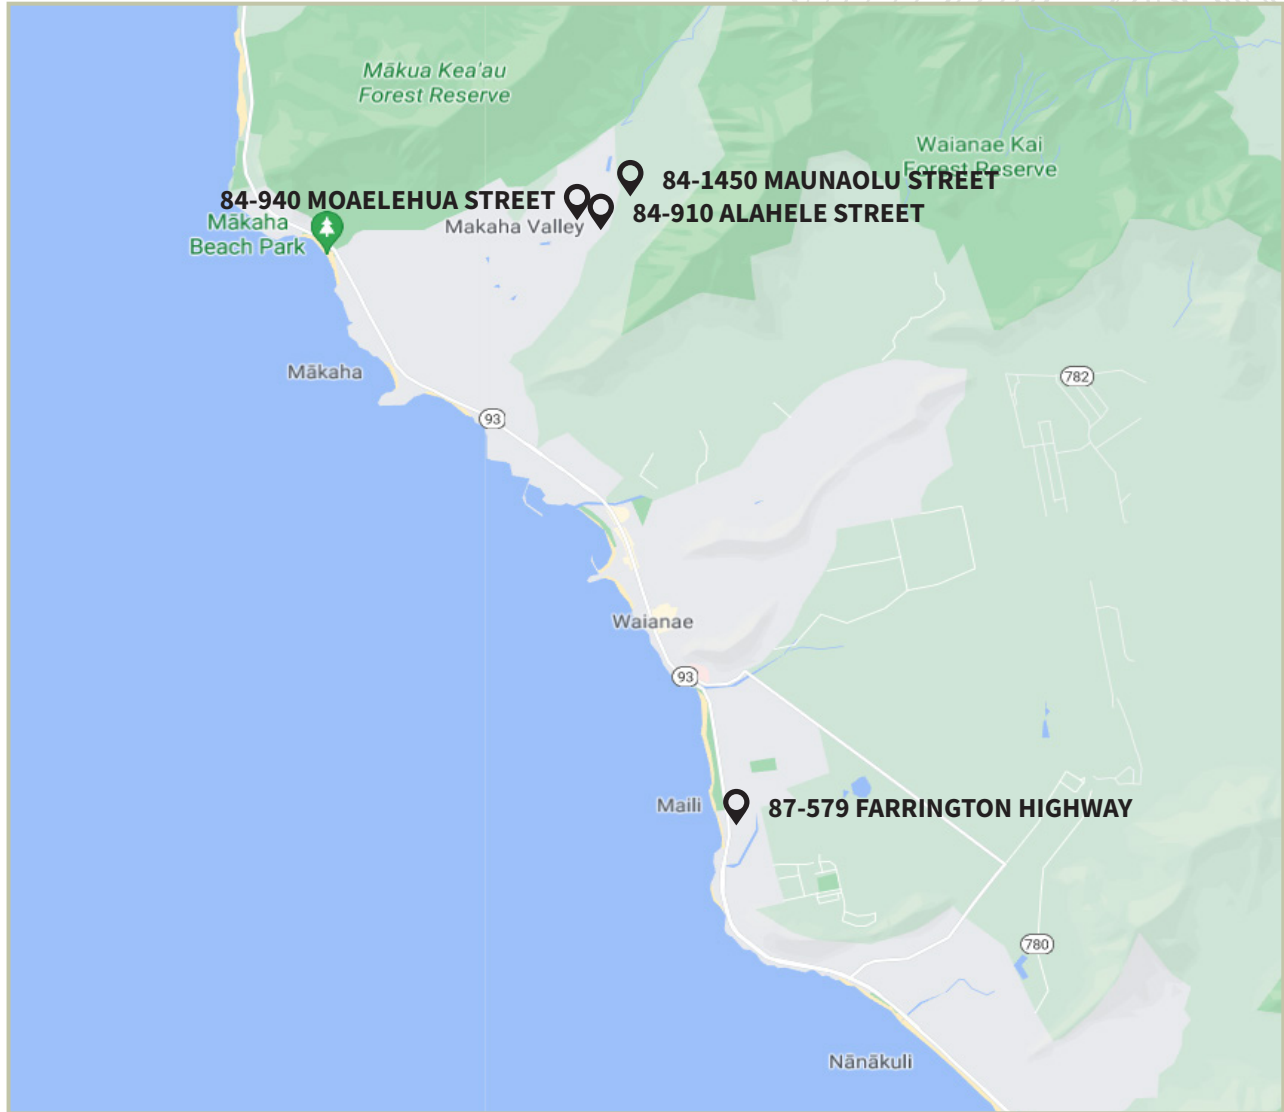 Mākua Kea'au
Forest Reserve
Waianae Kai
Forest Reserve
84-1450 MAUNAOLU STREET
84-940 MOAELEHUA STREET
84-910 ALAHELE STREET
Mākaha
Beach Park
Makaha Valley
Mākaha
782
93
Waianae
93
Maili
87-579 FARRINGTON HIGHWAY
780
Nānākuli